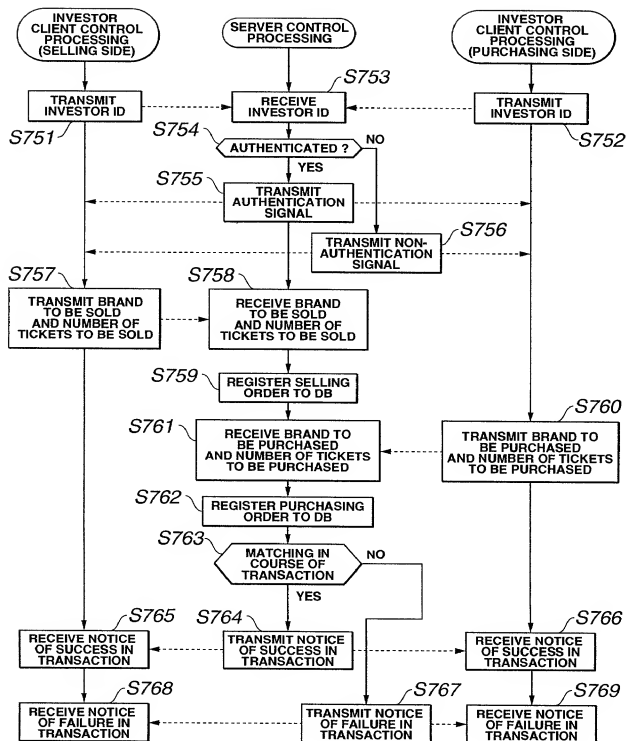 INVESTOR
CLIENT CONTROL
PROCESSING
(SELLING SIDE)
SERVER CONTROL
PROCESSING
INVESTOR
CLIENT CONTROL
PROCESSING
(PURCHASING SIDE)
TRANSMIT
INVESTOR ID
S751
S753
RECEIVE
INVESTOR ID
TRANSMIT
INVESTOR ID
S752
S754
AUTHENTICATED ?
NO
YES
S755
TRANSMIT
AUTHENTICATION
SIGNAL
S756
TRANSMIT NON-
AUTHENTICATION
SIGNAL
S757
TRANSMIT BRAND
TO BE SOLD
AND NUMBER OF
TICKETS TO BE SOLD
S758
RECEIVE BRAND
TO BE SOLD
AND NUMBER OF
TICKETS TO BE SOLD
S759
REGISTER SELLING
ORDER TO DB
S760
TRANSMIT BRAND TO
BE PURCHASED
AND NUMBER OF TICKETS
TO BE PURCHASED
S761
RECEIVE BRAND TO
BE PURCHASED
AND NUMBER OF TICKETS
TO BE PURCHASED
S762
REGISTER PURCHASING
ORDER TO DB
S763
MATCHING IN
COURSE OF
TRANSACTION
NO
YES
S765
RECEIVE NOTICE
OF SUCCESS IN
TRANSACTION
S764
TRANSMIT NOTICE
OF SUCCESS IN
TRANSACTION
S766
RECEIVE NOTICE
OF SUCCESS IN
TRANSACTION
S768
RECEIVE NOTICE
OF FAILURE IN
TRANSACTION
S767
TRANSMIT NOTICE
OF FAILURE IN
TRANSACTION
S769
RECEIVE NOTICE
OF FAILURE IN
TRANSACTION